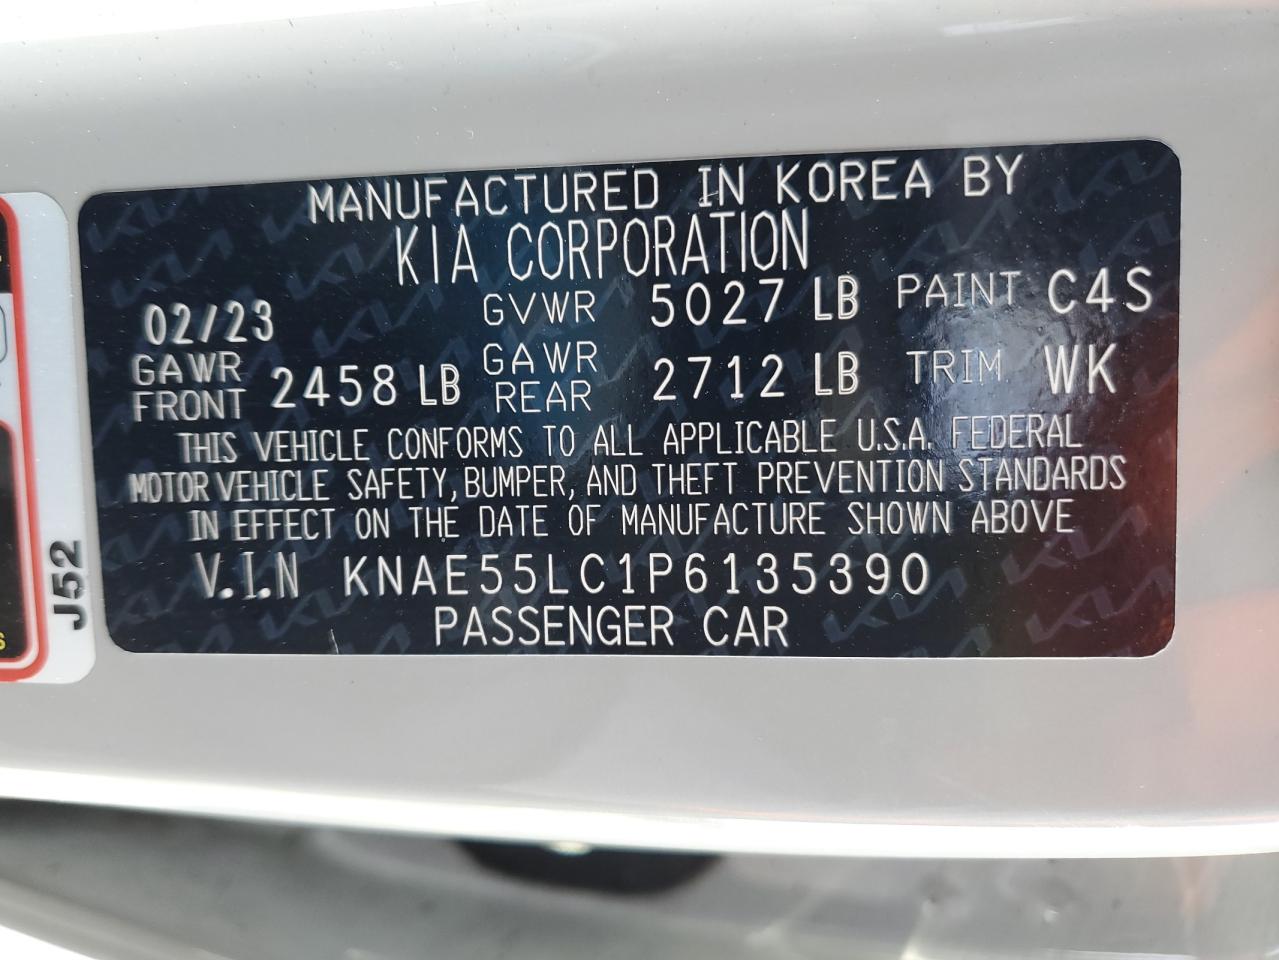 MANUFACTURED IN KOREA BY
KIA CORPORATION
02/23 GVWR 5027 LB PAINT C4S
GAWR FRONT 2458 LB GAWR REAR 2712 LB TRIM WK
THIS VEHICLE CONFORMS TO ALL APPLICABLE U.S.A. FEDERAL
MOTOR VEHICLE SAFETY, BUMPER, AND THEFT PREVENTION STANDARDS
IN EFFECT ON THE DATE OF MANUFACTURE SHOWN ABOVE
V.I.N KNAE55LC1P6135390
PASSENGER CAR
J52